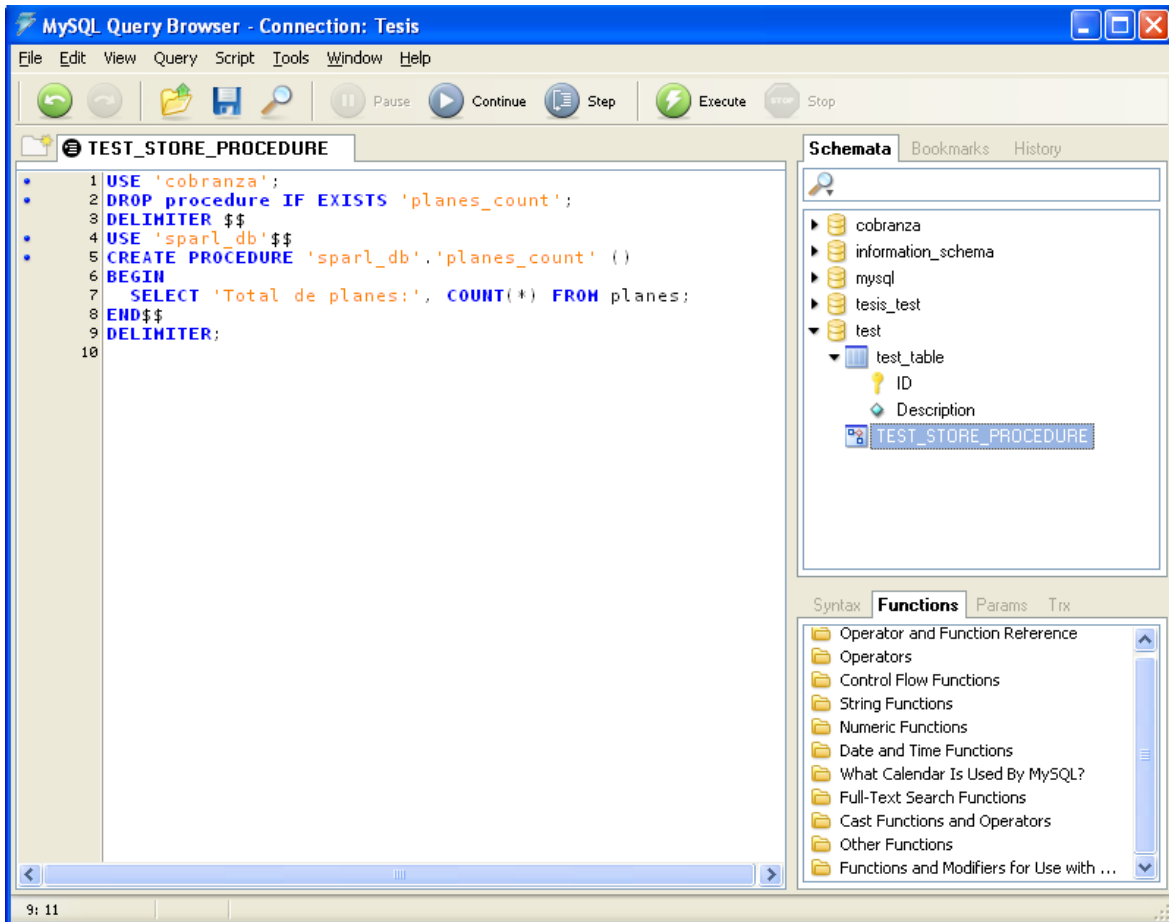 MySQL Query Browser - Connection: Tesis
File Edit View Query Script Tools Window Help
Pause Continue Step Execute STOP Stop
TEST_STORE_PROCEDURE
1 USE 'cobranza';
2 DROP procedure IF EXISTS 'planes_count';
3 DELIMITER $$
4 USE 'sparl_db'$$
5 CREATE PROCEDURE 'sparl_db'.'planes_count' ()
6 BEGIN
7 SELECT 'Total de planes:', COUNT(*) FROM planes;
8 END$$
9 DELIMITER;
10
Schemata Bookmarks History
cobranza
information_schema
mysql
tesis_test
test
test_table
ID
Description
TEST_STORE_PROCEDURE
Syntax Functions Params Trx
Operator and Function Reference
Operators
Control Flow Functions
String Functions
Numeric Functions
Date and Time Functions
What Calendar Is Used By MySQL?
Full-Text Search Functions
Cast Functions and Operators
Other Functions
Functions and Modifiers for Use with ...
9: 11